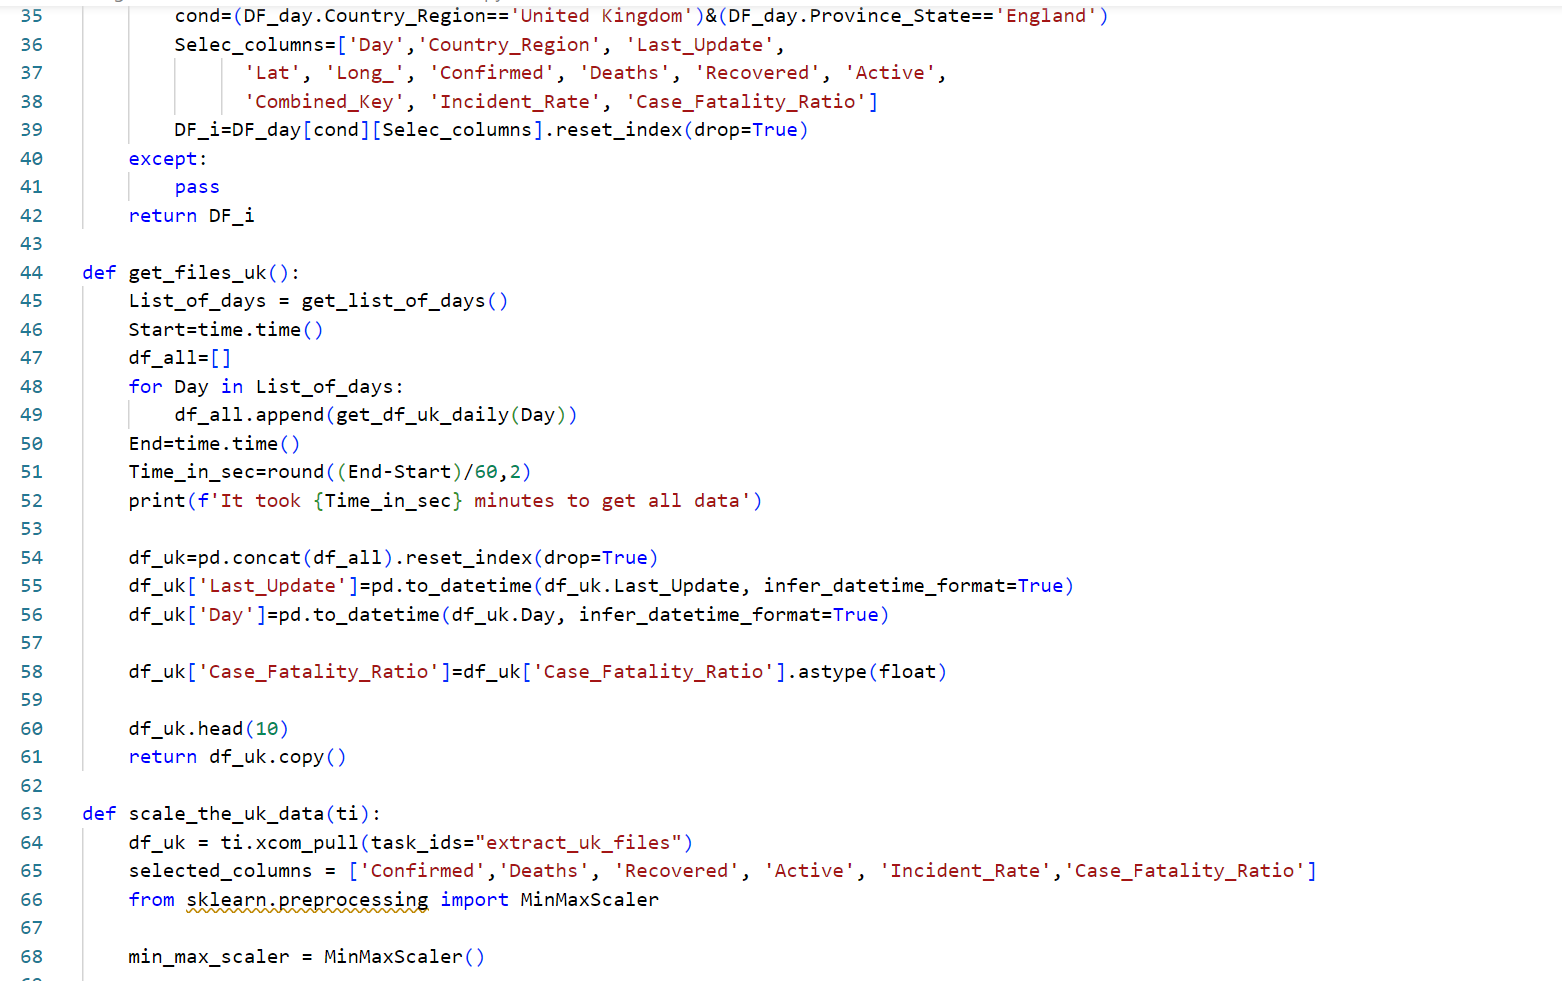 35 cond=(DF_day.Country_Region=='United Kingdom')&(DF_day.Province_State=='England')
36 Selec_columns=['Day','Country_Region', 'Last_Update',
37 'Lat', 'Long_', 'Confirmed', 'Deaths', 'Recovered', 'Active',
38 'Combined_Key', 'Incident_Rate', 'Case_Fatality_Ratio']
39 DF_i=DF_day[cond][Selec_columns].reset_index(drop=True)
40 except:
41 pass
42 return DF_i
43
44 def get_files_uk():
45 List_of_days = get_list_of_days()
46 Start=time.time()
47 df_all=[]
48 for Day in List_of_days:
49 df_all.append(get_df_uk_daily(Day))
50 End=time.time()
51 Time_in_sec=round((End-Start)/60,2)
52 print(f'It took {Time_in_sec} minutes to get all data')
53
54 df_uk=pd.concat(df_all).reset_index(drop=True)
55 df_uk['Last_Update']=pd.to_datetime(df_uk.Last_Update, infer_datetime_format=True)
56 df_uk['Day']=pd.to_datetime(df_uk.Day, infer_datetime_format=True)
57
58 df_uk['Case_Fatality_Ratio']=df_uk['Case_Fatality_Ratio'].astype(float)
59
60 df_uk.head(10)
61 return df_uk.copy()
62
63 def scale_the_uk_data(ti):
64 df_uk = ti.xcom_pull(task_ids="extract_uk_files")
65 selected_columns = ['Confirmed','Deaths', 'Recovered', 'Active', 'Incident_Rate','Case_Fatality_Ratio']
66 from sklearn.preprocessing import MinMaxScaler
67
68 min_max_scaler = MinMaxScaler()